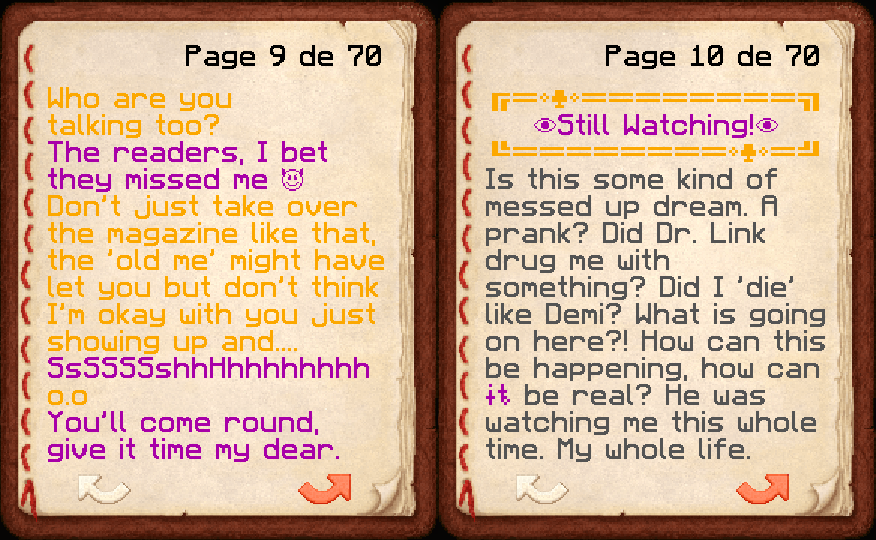 Page 9 de 70
Who are you
talking too?
The readers, I bet
they missed me 😈
Don't just take over
the magazine like that,
the 'old me' might have
let you but don't think
I'm okay with you just
showing up and....
SsSSSSshhHhhhhhhhh
o.o
You'll come round,
give it time my dear.
Page 10 de 70
👁Still Watching!👁
Is this some kind of
messed up dream. A
prank? Did Dr. Link
drug me with
something? Did I 'die'
like Demi? What is going
on here?! How can this
be happening, how can
it be real? He was
watching me this whole
time. My whole life.